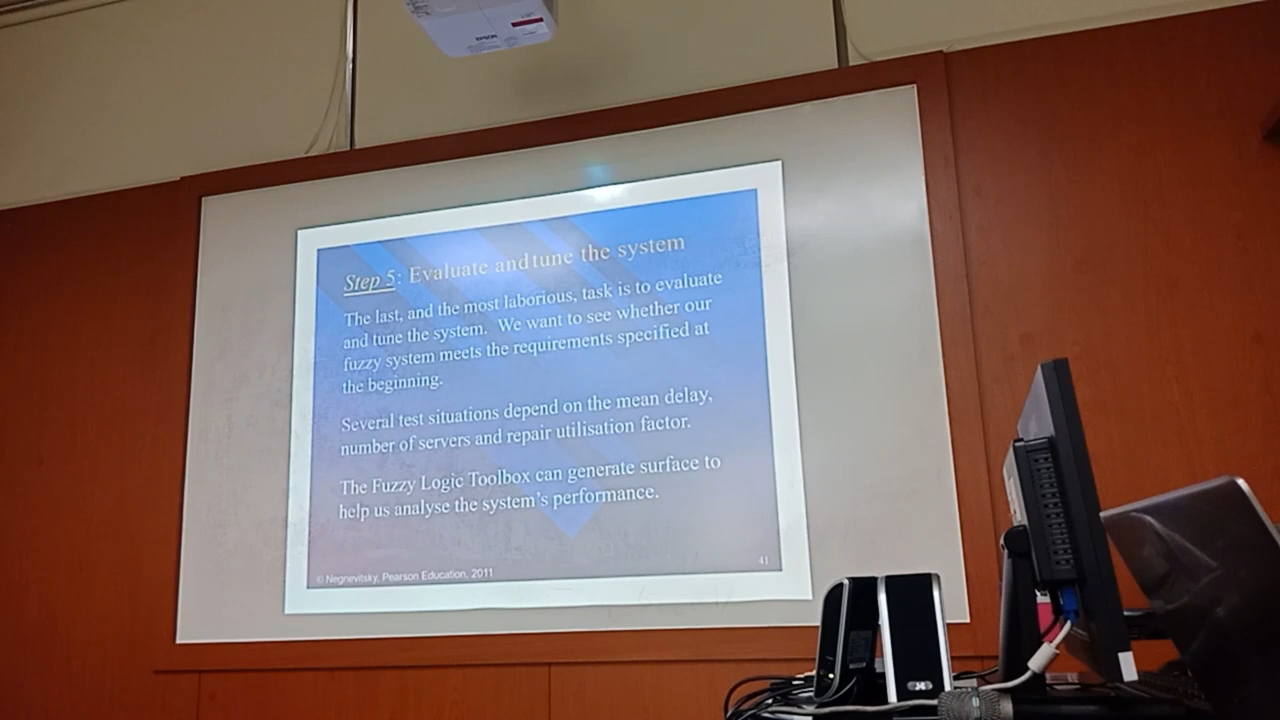 EPSON
Step 5: Evaluate and tune the system
The last, and the most laborious, task is to evaluate
and tune the system. We want to see whether our
fuzzy system meets the requirements specified at
the beginning.
Several test situations depend on the mean delay,
number of servers and repair utilisation factor.
The Fuzzy Logic Toolbox can generate surface to
help us analyse the system's performance.
© Negnevitsky, Pearson Education, 2011
41